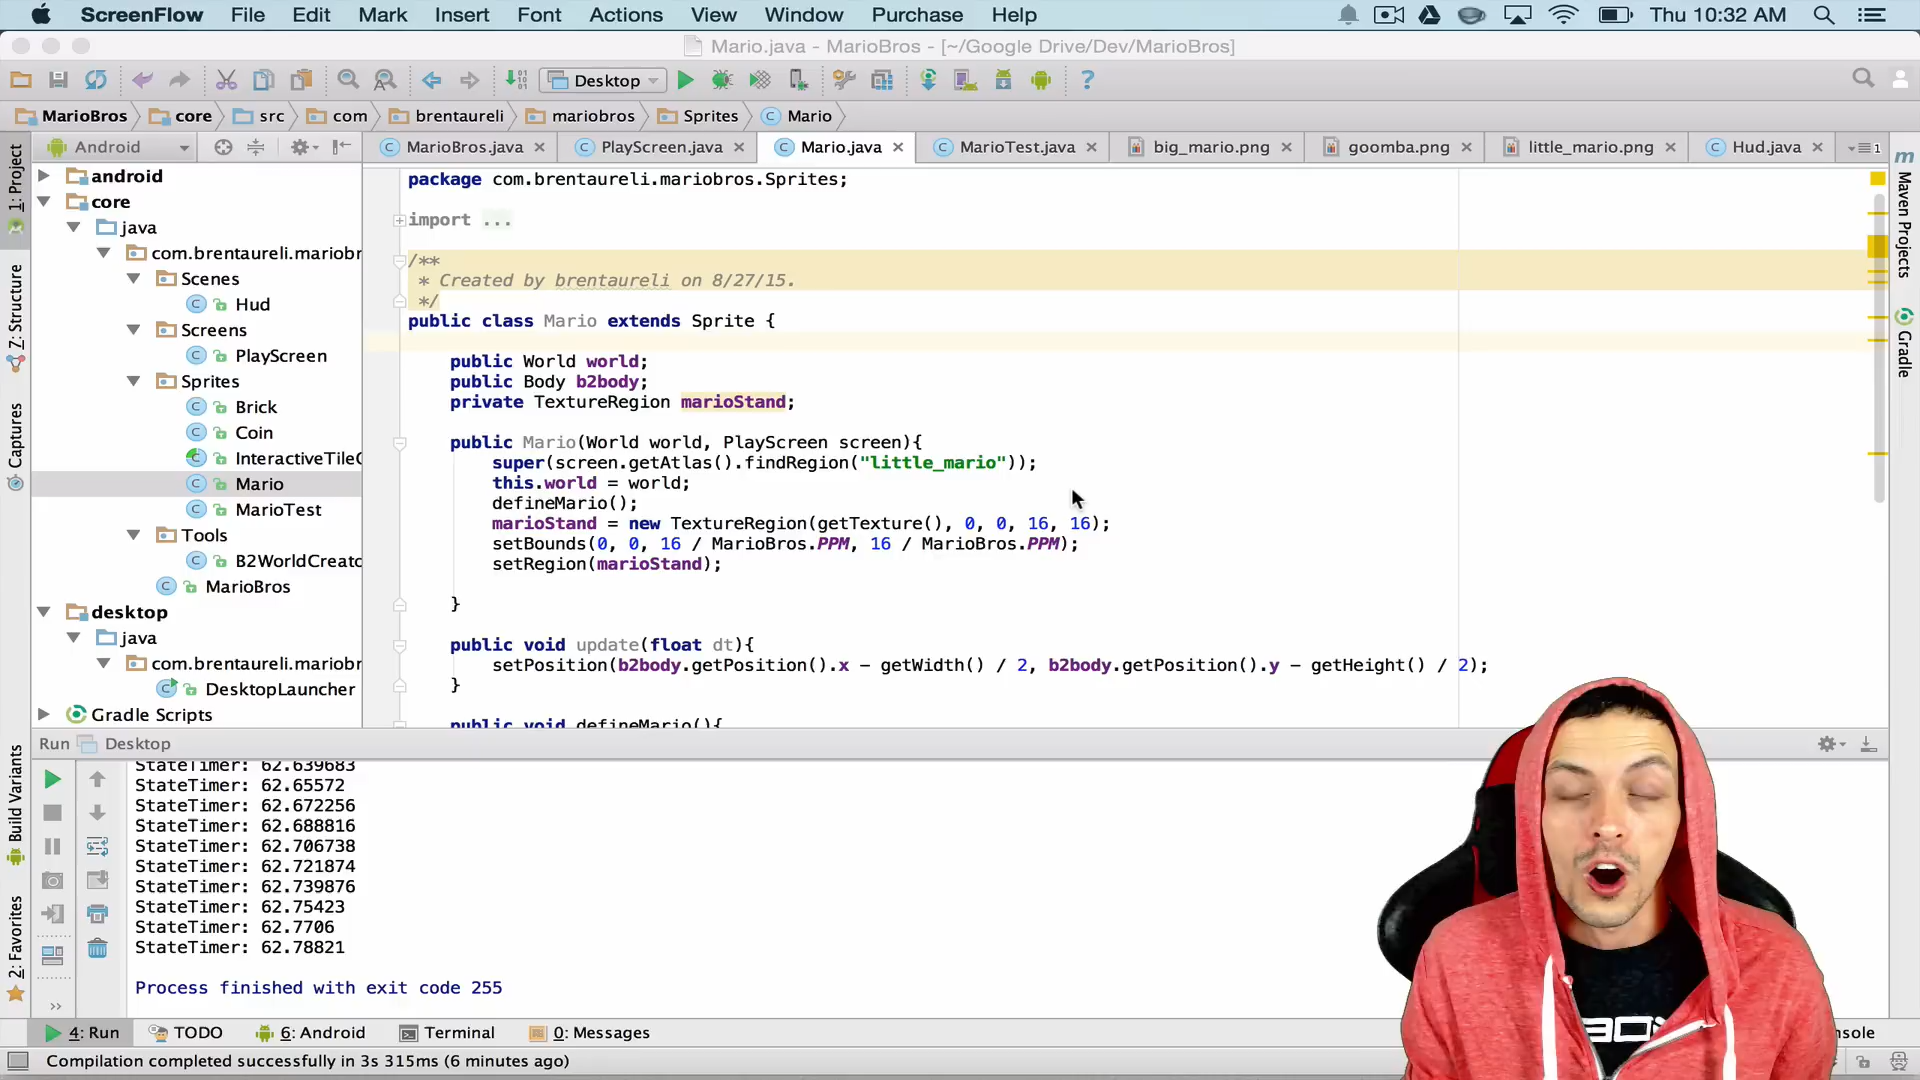 ScreenFlow File Edit Mark Insert Font Actions View Window Purchase Help Thu 10:32 AM
Mario.java - MarioBros - [~/Google Drive/Dev/MarioBros]
Desktop
MarioBros core src com brentaureli mariobros Sprites Mario
Android
MarioBros.java PlayScreen.java Mario.java MarioTest.java big_mario.png goomba.png little_mario.png Hud.java 1
1: Project
Z: Structure
Captures
Build Variants
2: Favorites
android
core
java
com.brentaureli.mariobr
Scenes
Hud
Screens
PlayScreen
Sprites
Brick
Coin
InteractiveTileO
Mario
MarioTest
Tools
B2WorldCreato
MarioBros
desktop
java
com.brentaureli.mariobr
DesktopLauncher
Gradle Scripts
package com.brentaureli.mariobros.Sprites;
import ...
/**
* Created by brentaureli on 8/27/15.
*/
public class Mario extends Sprite {
public World world;
public Body b2body;
private TextureRegion marioStand;
public Mario(World world, PlayScreen screen){
super(screen.getAtlas().findRegion("little_mario"));
this.world = world;
defineMario();
marioStand = new TextureRegion(getTexture(), 0, 0, 16, 16);
setBounds(0, 0, 16 / MarioBros.PPM, 16 / MarioBros.PPM);
setRegion(marioStand);
}
public void update(float dt){
setPosition(b2body.getPosition().x - getWidth() / 2, b2body.getPosition().y - getHeight() / 2);
}
public void defineMario(){
m
Maven Projects
Gradle
Run Desktop
StateTimer: 62.639683
StateTimer: 62.65572
StateTimer: 62.672256
StateTimer: 62.688816
StateTimer: 62.706738
StateTimer: 62.721874
StateTimer: 62.739876
StateTimer: 62.75423
StateTimer: 62.7706
StateTimer: 62.78821
Process finished with exit code 255
4: Run TODO 6: Android Terminal 0: Messages nsole
Compilation completed successfully in 3s 315ms (6 minutes ago)